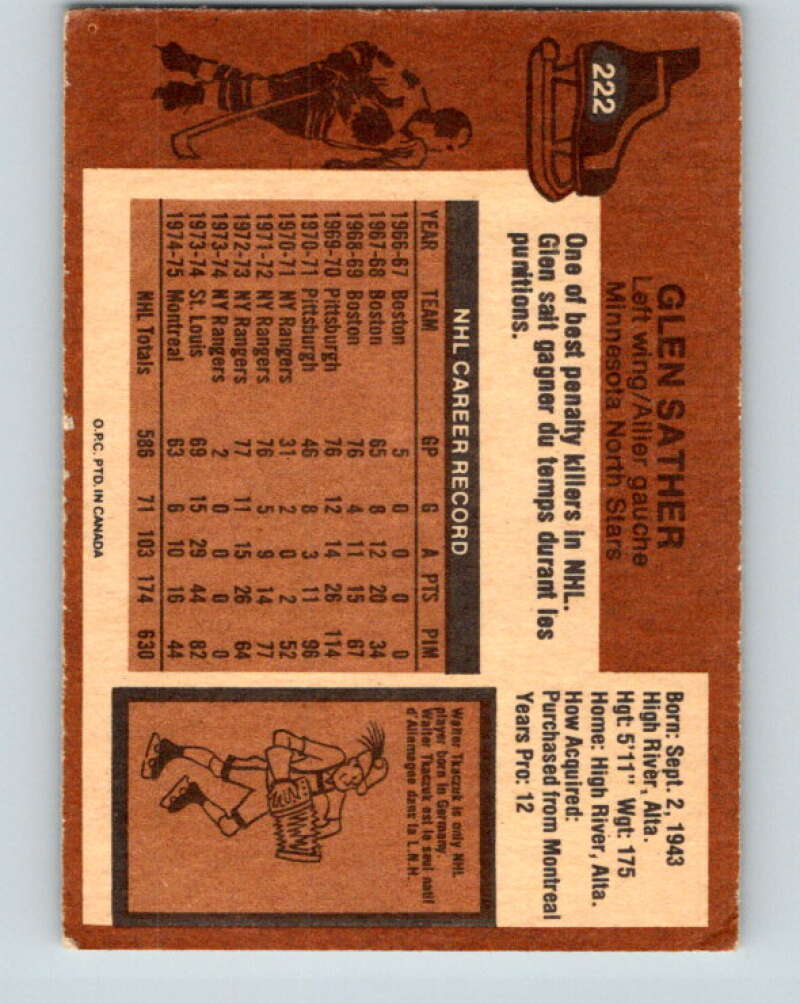 222
GLEN SATHER
Left wing/Ailier gauche
Minnesota North Stars
Born: Sept. 2, 1943
High River, Alta.
Hgt: 5'11" Wgt: 175
Home: High River, Alta.
How Acquired:
Purchased from Montreal
Years Pro: 12
One of best penalty killers in NHL.
Glen sait gagner du temps durant les
punitions.
NHL CAREER RECORD
YEAR TEAM GP G A PTS PIM
1966-67 Boston 5 0 0 0 0
1967-68 Boston 65 8 12 20 34
1968-69 Boston 76 4 11 15 67
1969-70 Pittsburgh 76 12 14 26 114
1970-71 Pittsburgh 46 8 3 11 96
1970-71 NY Rangers 31 2 0 2 52
1971-72 NY Rangers 76 5 9 14 77
1972-73 NY Rangers 77 11 15 26 64
1973-74 NY Rangers 2 0 0 0 0
1973-74 St. Louis 69 15 29 44 82
1974-75 Montreal 63 6 10 16 44
NHL Totals 586 71 103 174 630
Walter Tkaczuk is only NHL
player born in Germany.
Walter Tkaczuk est le seul natif
d'Allemagne dans la L.N.H.
O.P.C. PTD. IN CANADA